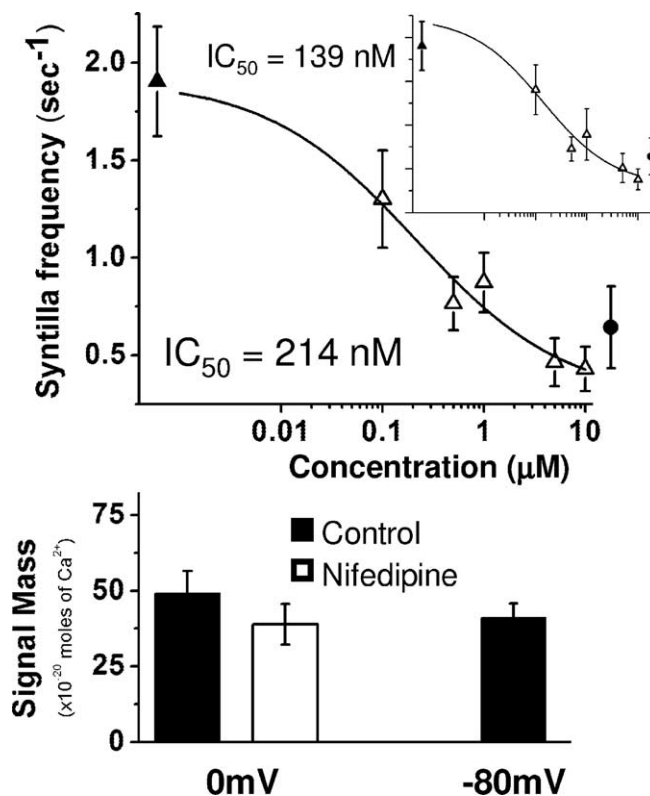 IC50 = 139 nM
Syntilla frequency (sec-1)
2.0
1.5
1.0
0.5
IC50 = 214 nM
0.01 0.1 1 10
Concentration (μM)
Signal Mass
(x10-20 moles of Ca2+)
75
50
25
0
Control
Nifedipine
0mV -80mV